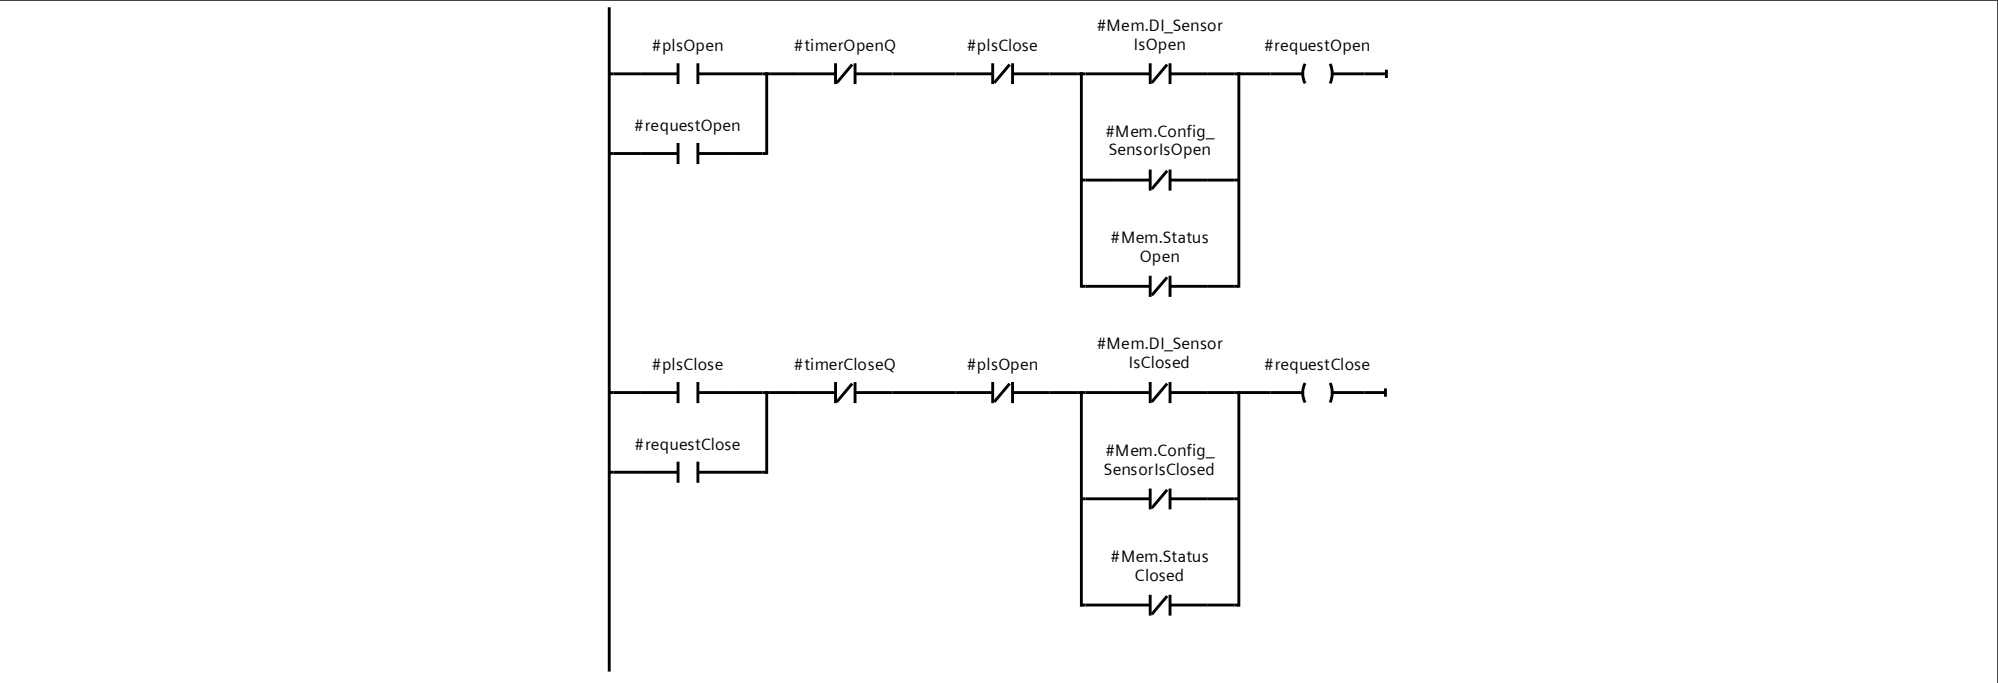 #plsOpen
#timerOpenQ
#plsClose
#Mem.DI_Sensor
IsOpen
#requestOpen
#requestOpen
#Mem.Config_
SensorIsOpen
#Mem.Status
Open
#plsClose
#timerCloseQ
#plsOpen
#Mem.DI_Sensor
IsClosed
#requestClose
#requestClose
#Mem.Config_
SensorIsClosed
#Mem.Status
Closed